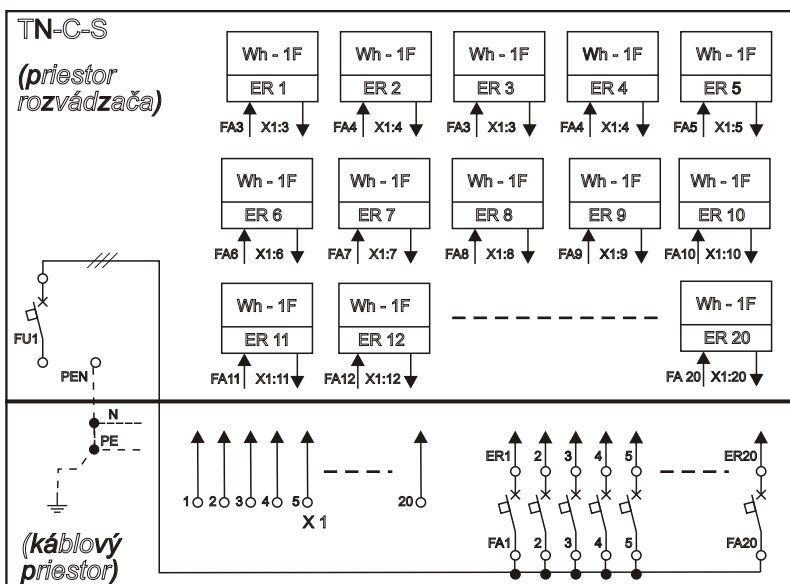 TN-C-S
(priestor
rozvádzača)
Wh - 1F Wh - 1F Wh - 1F Wh - 1F Wh - 1F
ER 1 ER 2 ER 3 ER 4 ER 5
FA3 X1:3 FA4 X1:4 FA3 X1:3 FA4 X1:4 FA5 X1:5
Wh - 1F Wh - 1F Wh - 1F Wh - 1F Wh - 1F
ER 6 ER 7 ER 8 ER 9 ER 10
FA6 X1:6 FA7 X1:7 FA8 X1:8 FA9 X1:9 FA10 X1:10
Wh - 1F Wh - 1F Wh - 1F
ER 11 ER 12 ER 20
FU1
PEN
FA11 X1:11 FA12 X1:12 FA 20 X1:20
N
PE
ER1 2 3 4 5 ER20
1 2 3 4 5 20
X 1
FA1 2 3 4 5 FA20
(káblový
priestor)